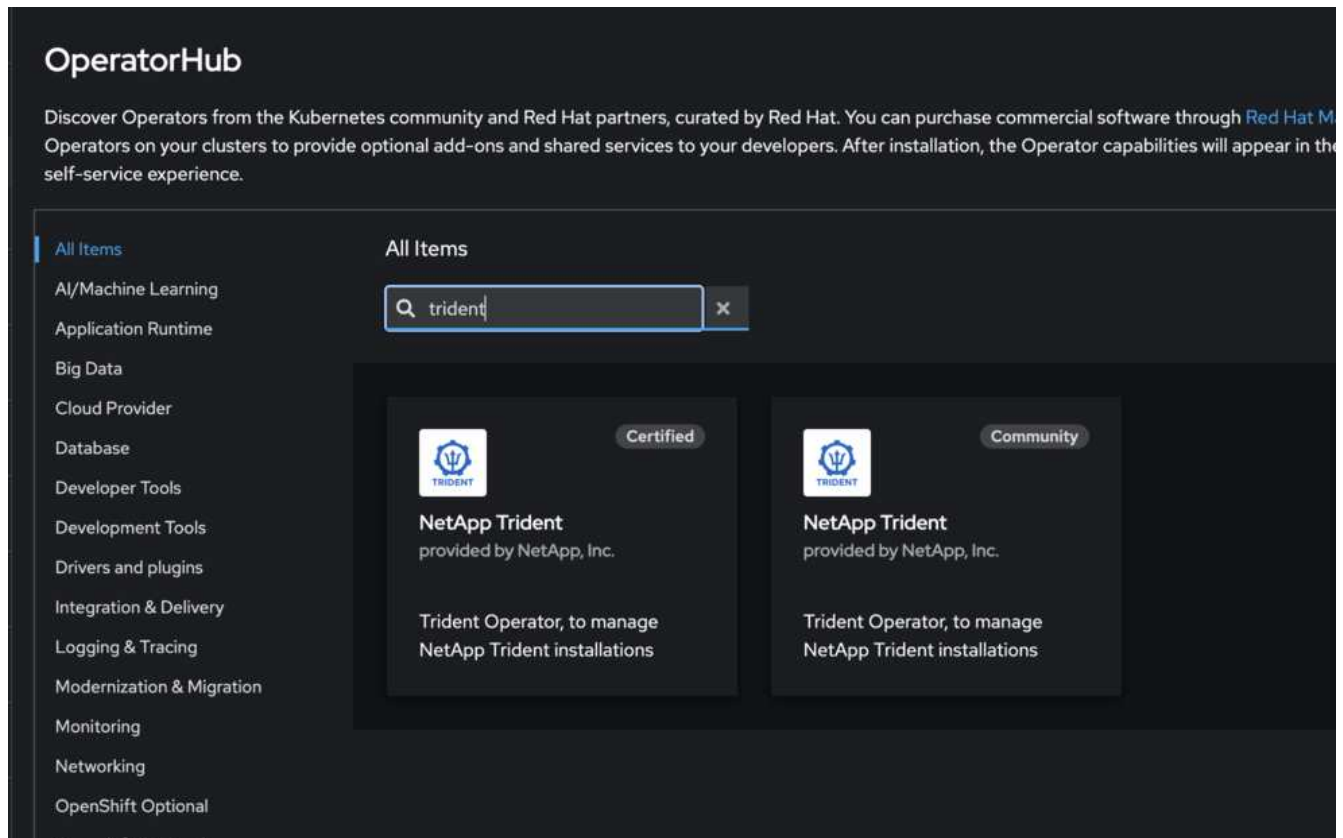 OperatorHub
Discover Operators from the Kubernetes community and Red Hat partners, curated by Red Hat. You can purchase commercial software through Red Hat
Operators on your clusters to provide optional add-ons and shared services to your developers. After installation, the Operator capabilities will appear in the
self-service experience.
All Items
AI/Machine Learning
Application Runtime
Big Data
Cloud Provider
Database
Developer Tools
Development Tools
Drivers and plugins
Integration & Delivery
Logging & Tracing
Modernization & Migration
Monitoring
Networking
OpenShift Optional
All Items
trident
Certified
TRIDENT
NetApp Trident
provided by NetApp, Inc.
Trident Operator, to manage
NetApp Trident installations
Community
TRIDENT
NetApp Trident
provided by NetApp, Inc.
Trident Operator, to manage
NetApp Trident installations